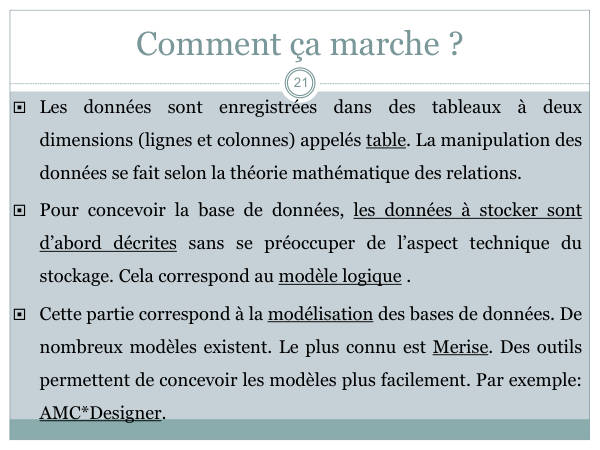 Comment ça marche ?
21
Les données sont enregistrées dans des tableaux à deux
dimensions (lignes et colonnes) appelés table. La manipulation des
données se fait selon la théorie mathématique des relations.
Pour concevoir la base de données, les données à stocker sont
d’abord décrites sans se préoccuper de l’aspect technique du
stockage. Cela correspond au modèle logique .
Cette partie correspond à la modélisation des bases de données. De
nombreux modèles existent. Le plus connu est Merise. Des outils
permettent de concevoir les modèles plus facilement. Par exemple:
AMC*Designer.